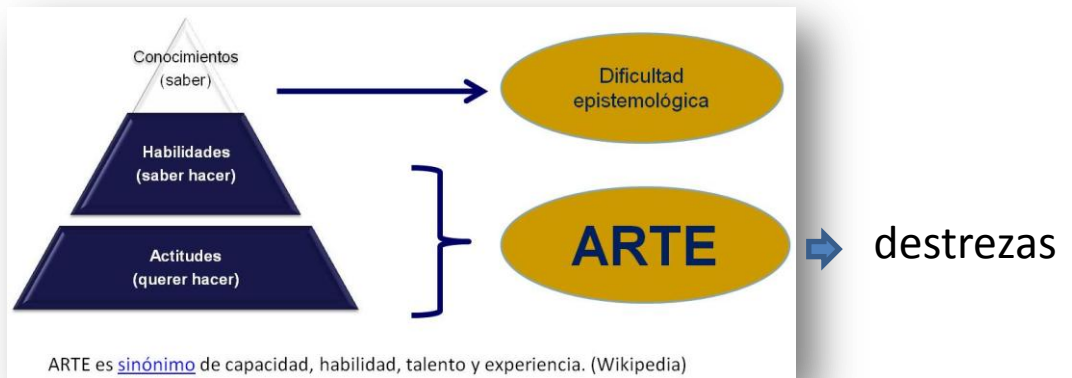 Conocimientos
(saber)
Dificultad
epistemológica
Habilidades
(saber hacer)
Actitudes
(querer hacer)
ARTE
destrezas
ARTE es sinónimo de capacidad, habilidad, talento y experiencia. (Wikipedia)